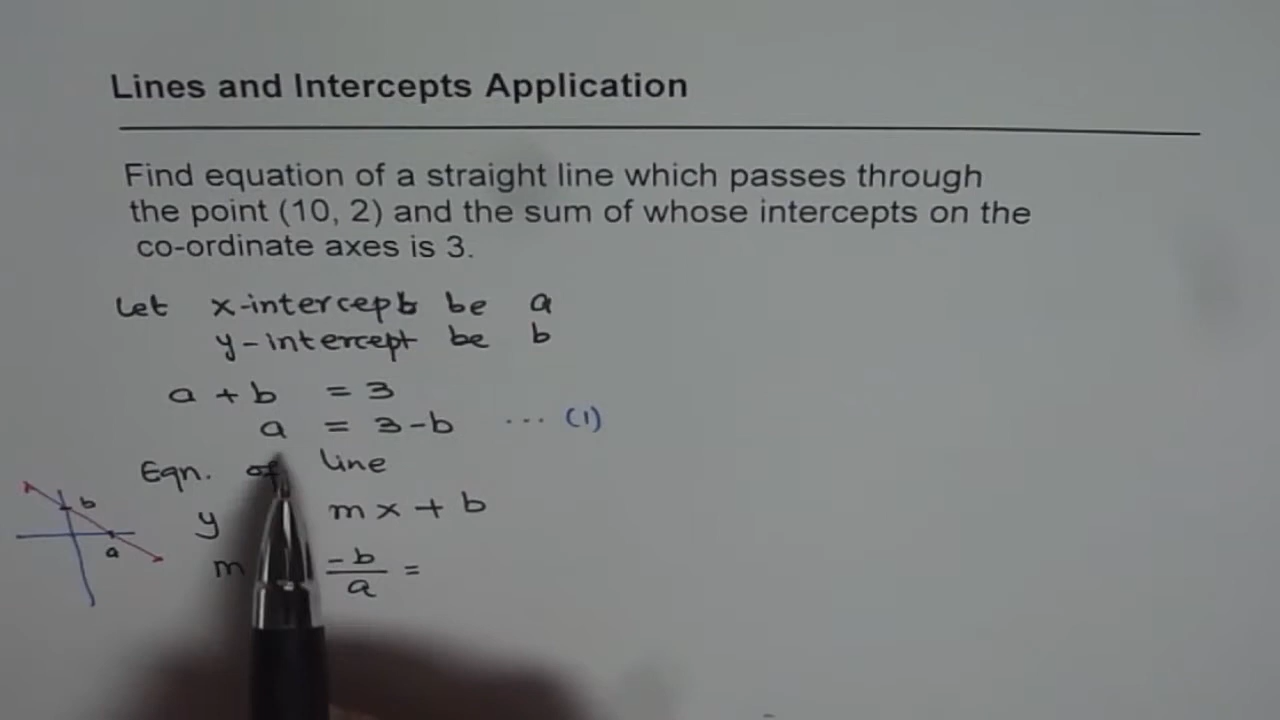 Lines and Intercepts Application
Find equation of a straight line which passes through
the point (10, 2) and the sum of whose intercepts on the
co-ordinate axes is 3.
Let x-intercept be a
y-intercept be b
a + b = 3
a = 3-b ... (1)
Eqn. of line
y mx + b
m -b/a =
b
a